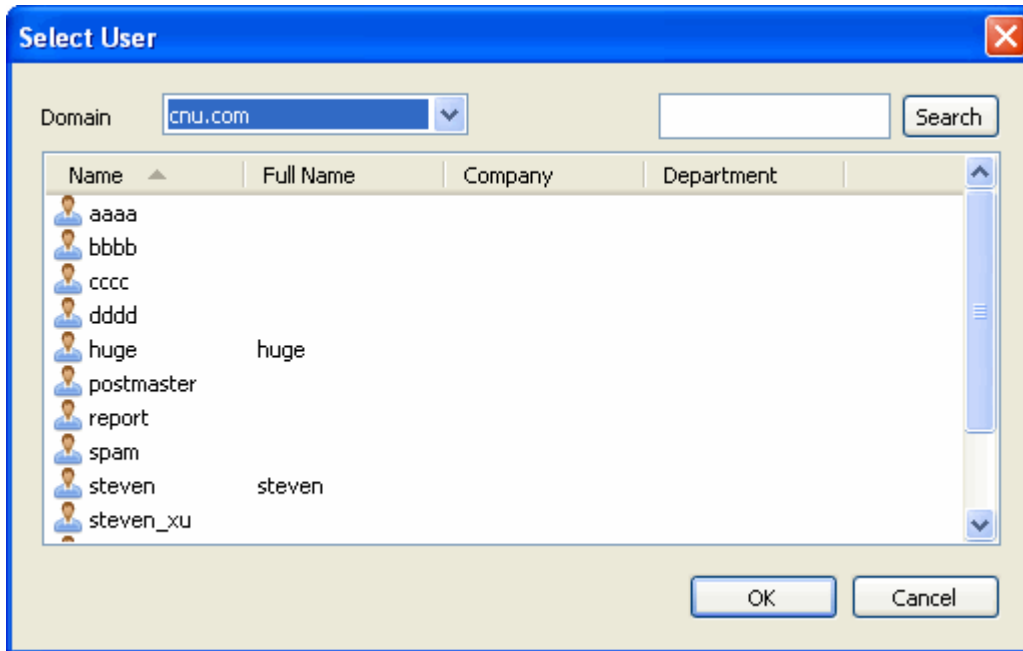 Select User
Domain cnu.com Search
Name Full Name Company Department
aaaa
bbbb
cccc
dddd
huge huge
postmaster
report
spam
steven steven
steven_xu
OK Cancel